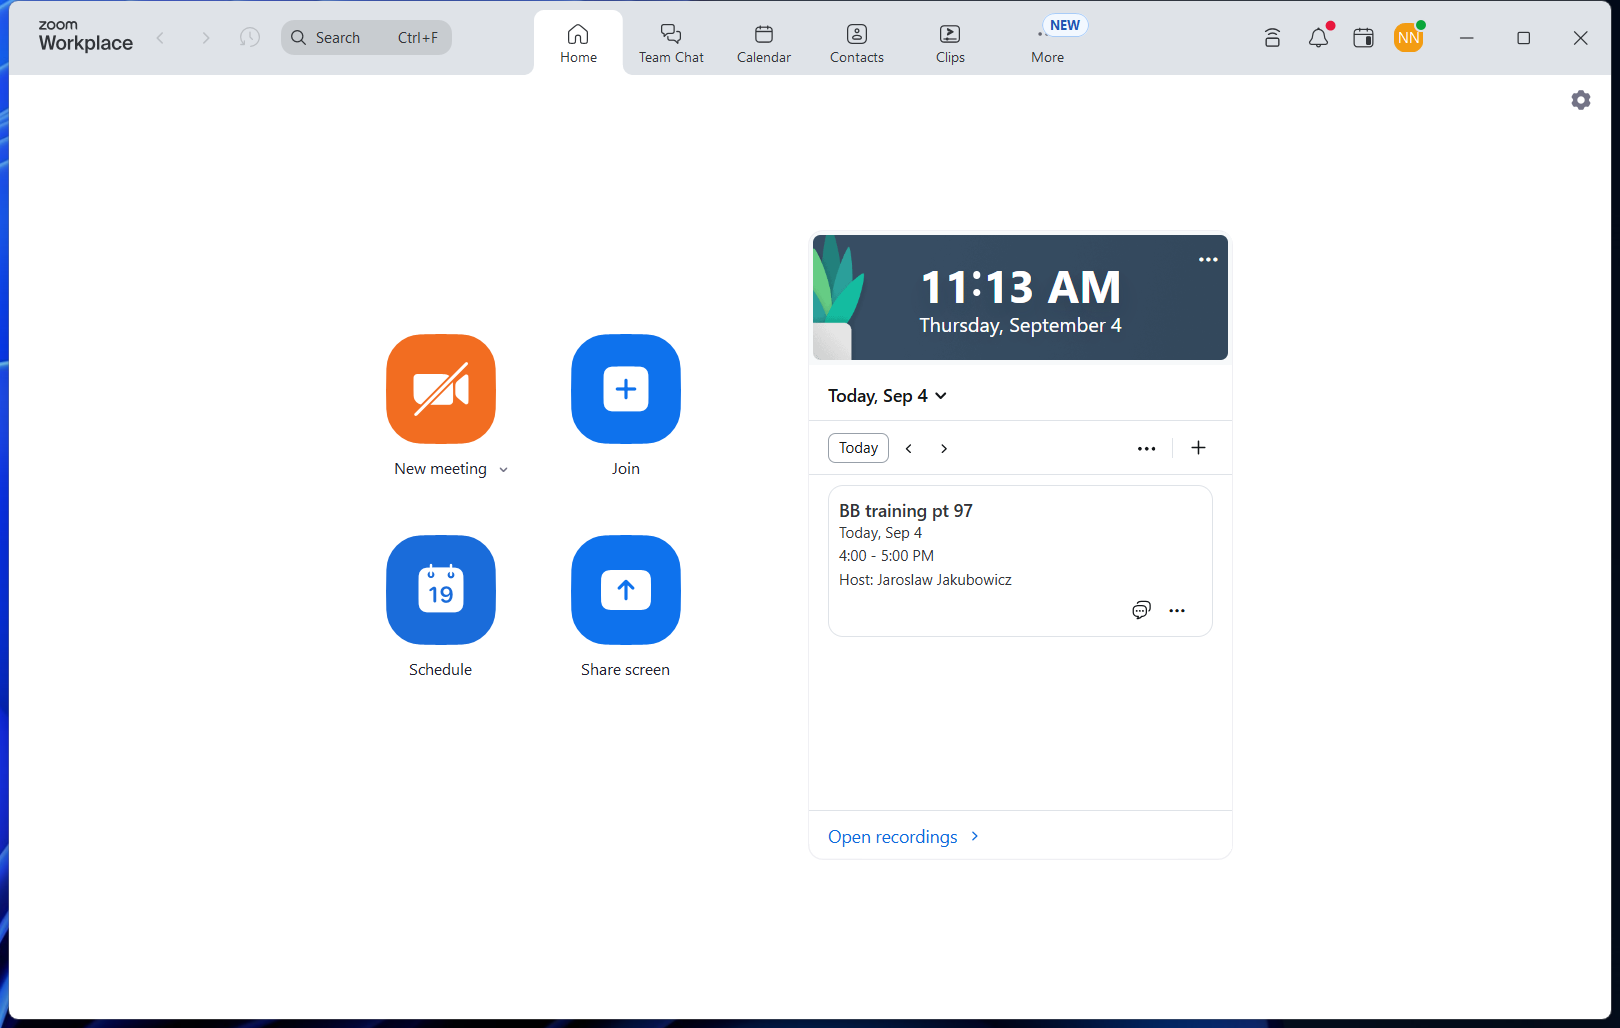 zoom
Workplace
Search Ctrl+F
Home
Team Chat
Calendar
Contacts
Clips
NEW
More
NN
11:13 AM
Thursday, September 4
New meeting
Join
19
Schedule
Share screen
Today, Sep 4
Today
BB training pt 97
Today, Sep 4
4:00 - 5:00 PM
Host: Jaroslaw Jakubowicz
Open recordings